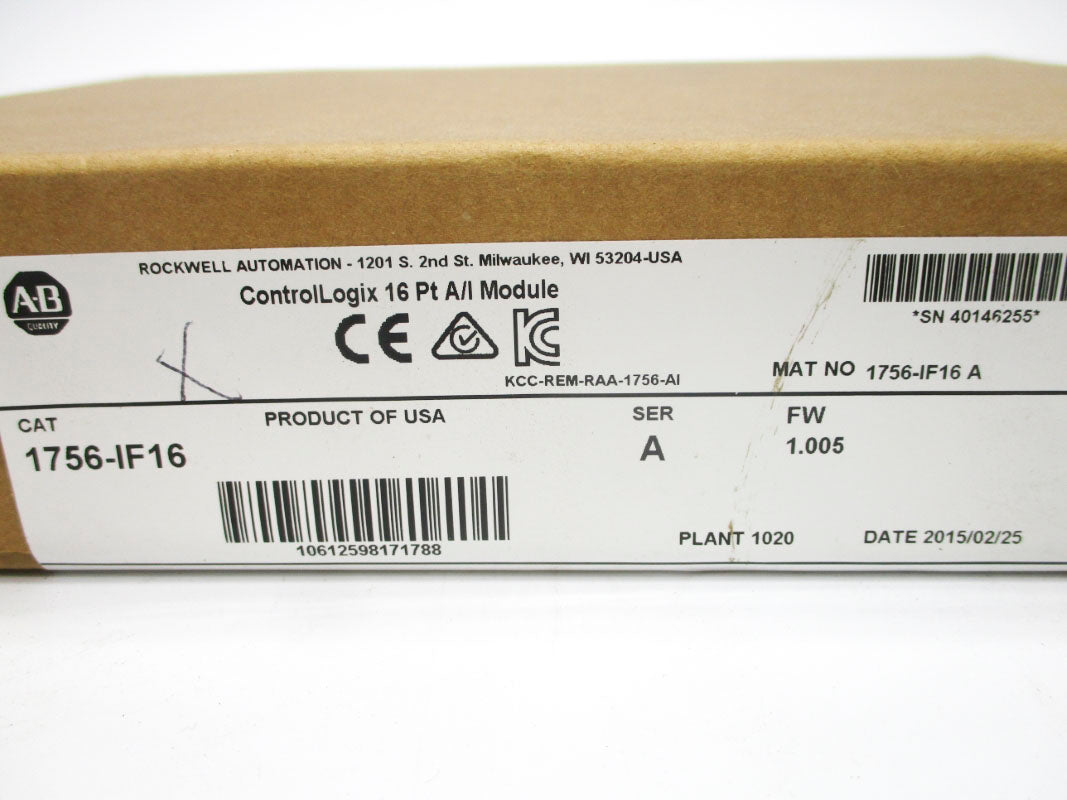 A-B
QUALITY
ROCKWELL AUTOMATION - 1201 S. 2nd St. Milwaukee, WI 53204-USA
ControlLogix 16 Pt A/I Module
CE
KC
KCC-REM-RAA-1756-AI
*SN 40146255*
MAT NO 1756-IF16 A
CAT
1756-IF16
PRODUCT OF USA
SER
A
FW
1.005
10612598171788
PLANT 1020
DATE 2015/02/25